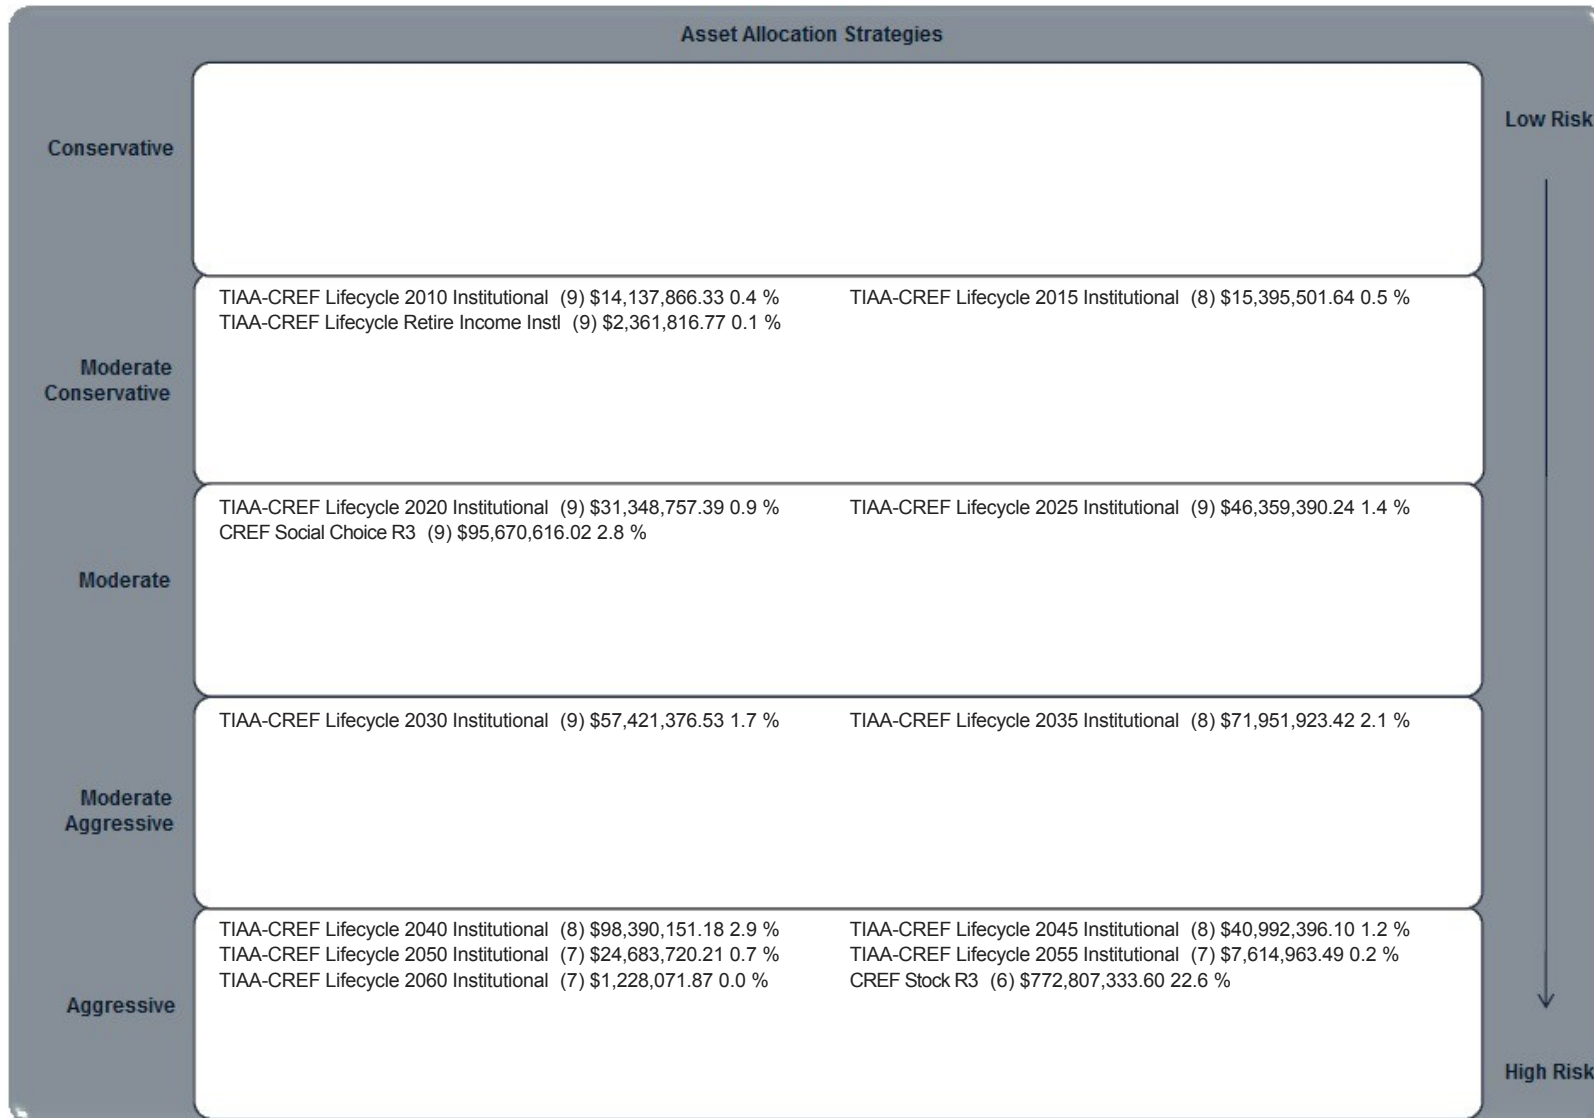 Asset Allocation Strategies
Low Risk
Conservative
TIAA-CREF Lifecycle 2010 Institutional (9) $14,137,866.33 0.4 %
TIAA-CREF Lifecycle 2015 Institutional (8) $15,395,501.64 0.5 %
TIAA-CREF Lifecycle Retire Income Instl (9) $2,361,816.77 0.1 %
Moderate
Conservative
TIAA-CREF Lifecycle 2020 Institutional (9) $31,348,757.39 0.9 %
TIAA-CREF Lifecycle 2025 Institutional (9) $46,359,390.24 1.4 %
CREF Social Choice R3 (9) $95,670,616.02 2.8 %
Moderate
TIAA-CREF Lifecycle 2030 Institutional (9) $57,421,376.53 1.7 %
TIAA-CREF Lifecycle 2035 Institutional (8) $71,951,923.42 2.1 %
Moderate
Aggressive
TIAA-CREF Lifecycle 2040 Institutional (8) $98,390,151.18 2.9 %
TIAA-CREF Lifecycle 2045 Institutional (8) $40,992,396.10 1.2 %
TIAA-CREF Lifecycle 2050 Institutional (7) $24,683,720.21 0.7 %
TIAA-CREF Lifecycle 2055 Institutional (7) $7,614,963.49 0.2 %
TIAA-CREF Lifecycle 2060 Institutional (7) $1,228,071.87 0.0 %
CREF Stock R3 (6) $772,807,333.60 22.6 %
Aggressive
High Risk